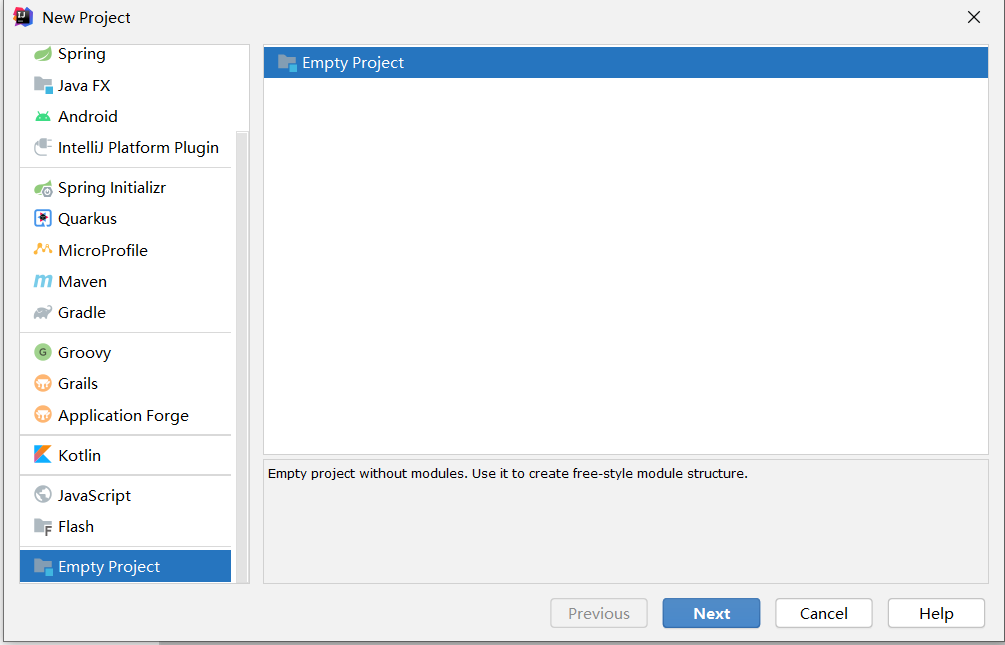 New Project
Spring
Java FX
Android
IntelliJ Platform Plugin
Spring Initializr
Quarkus
MicroProfile
Maven
Gradle
Groovy
Grails
Application Forge
Kotlin
JavaScript
Flash
Empty Project
Empty Project
Empty project without modules. Use it to create free-style module structure.
Previous
Next
Cancel
Help